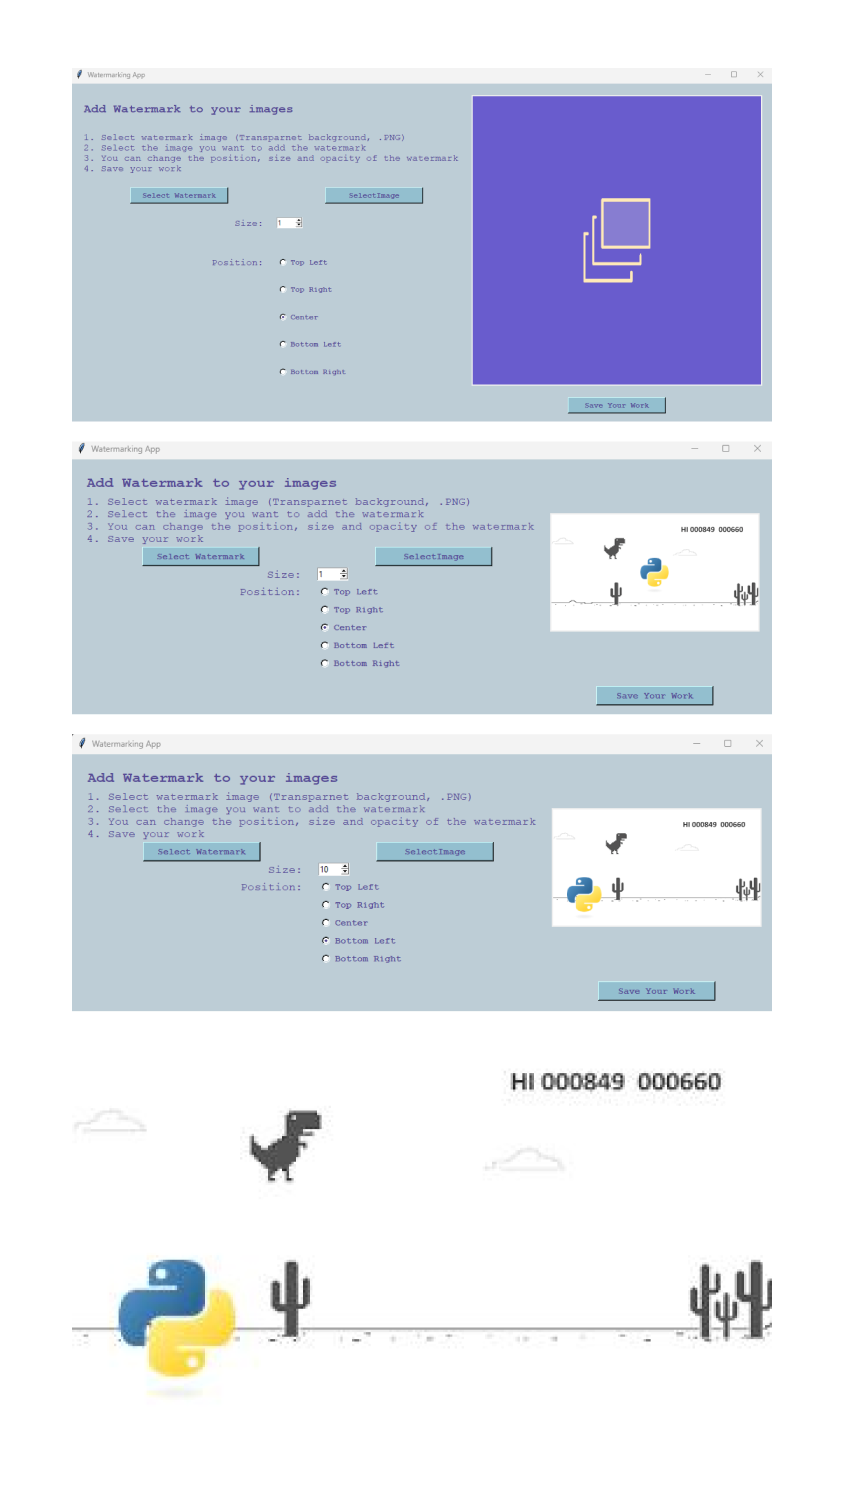 Watermarking App
Add Watermark to your images
1. Select watermark image (Transparnet background, .PNG)
2. Select the image you want to add the watermark
3. You can change the position, size and opacity of the watermark
4. Save your work
Select Watermark SelectImage
Size: 1
Position: Top Left
Top Right
Center
Bottom Left
Bottom Right
Save Your Work
Watermarking App
Add Watermark to your images
1. Select watermark image (Transparnet background, .PNG)
2. Select the image you want to add the watermark
3. You can change the position, size and opacity of the watermark
4. Save your work
Select Watermark SelectImage
Size: 1
Position: Top Left
Top Right
Center
Bottom Left
Bottom Right
HI 000849 000660
Save Your Work
Watermarking App
Add Watermark to your images
1. Select watermark image (Transparnet background, .PNG)
2. Select the image you want to add the watermark
3. You can change the position, size and opacity of the watermark
4. Save your work
Select Watermark SelectImage
Size: 10
Position: Top Left
Top Right
Center
Bottom Left
Bottom Right
HI 000849 000660
Save Your Work
HI 000849 000660